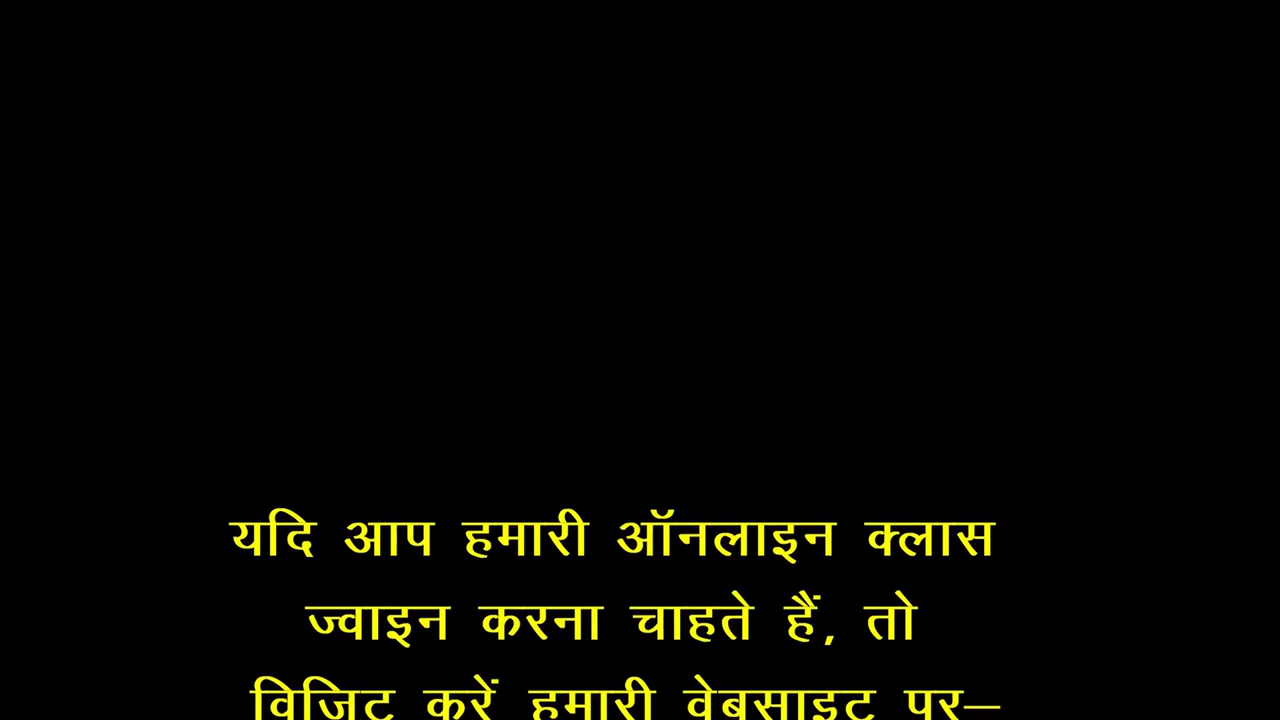 यदि आप हमारी ऑनलाइन क्लास
ज्वाइन करना चाहते हैं, तो
विजिट करें हमारी वेबसाइट पर–